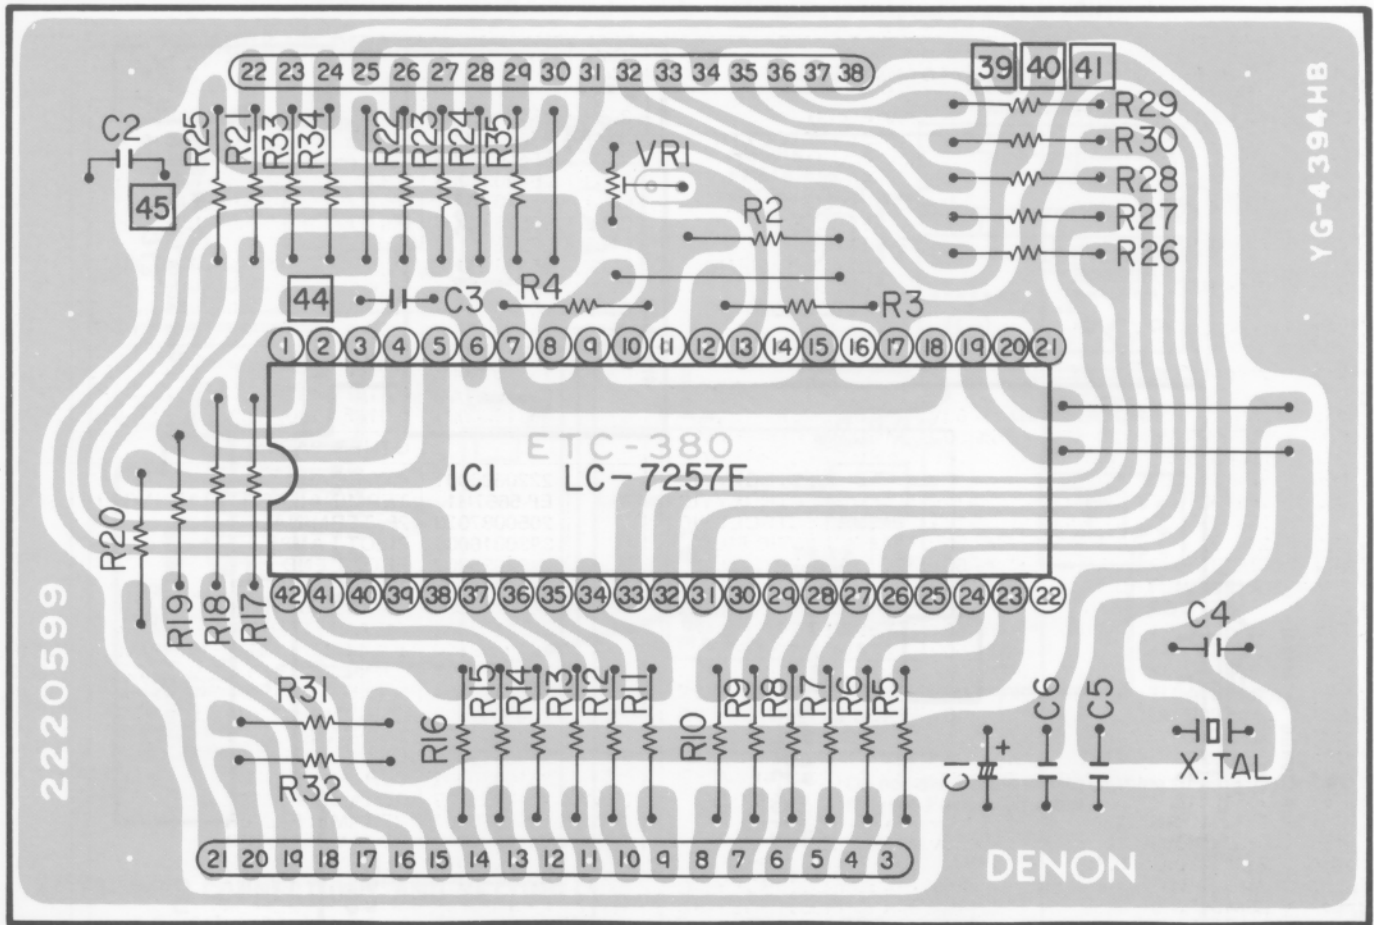 22 23 24 25 26 27 28 29 30 31 32 33 34 35 36 37 38
39 40 41
R29
R30
R28
R27
R26
YG-4394HB
C2
45
R25
R21
R33
R34
R22
R23
R24
R35
VR1
R2
44
C3
R4
R3
1 2 3 4 5 6 7 8 9 10 11 12 13 14 15 16 17 18 19 20 21
ETC-380
IC1 LC-7257F
R20
R19
R18
R17
42 41 40 39 38 37 36 35 34 33 32 31 30 29 28 27 26 25 24 23 22
2220599
R31
R32
R16
R15
R14
R13
R12
R11
R10
R9
R8
R7
R6
R5
C1
+
C6
C5
C4
X.TAL
21 20 19 18 17 16 15 14 13 12 11 10 9 8 7 6 5 4 3
DENON